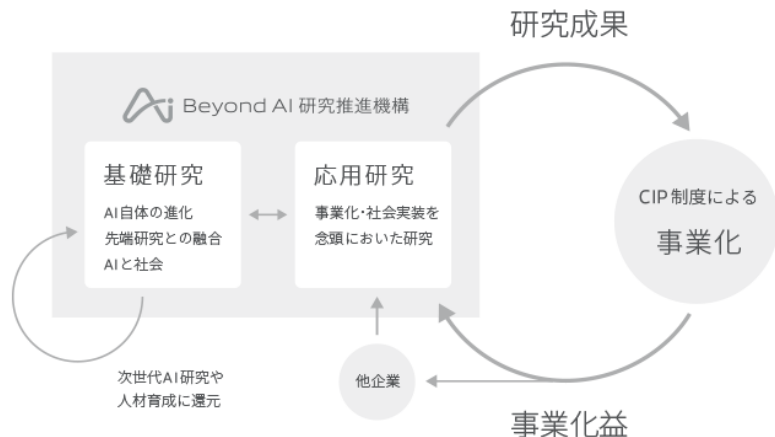 研究成果
Ai Beyond AI 研究推進機構
基礎研究
AI自体の進化
先端研究との融合
AIと社会
応用研究
事業化・社会実装を
念頭においた研究
CIP制度による
事業化
次世代AI研究や
人材育成に還元
他企業
事業化益